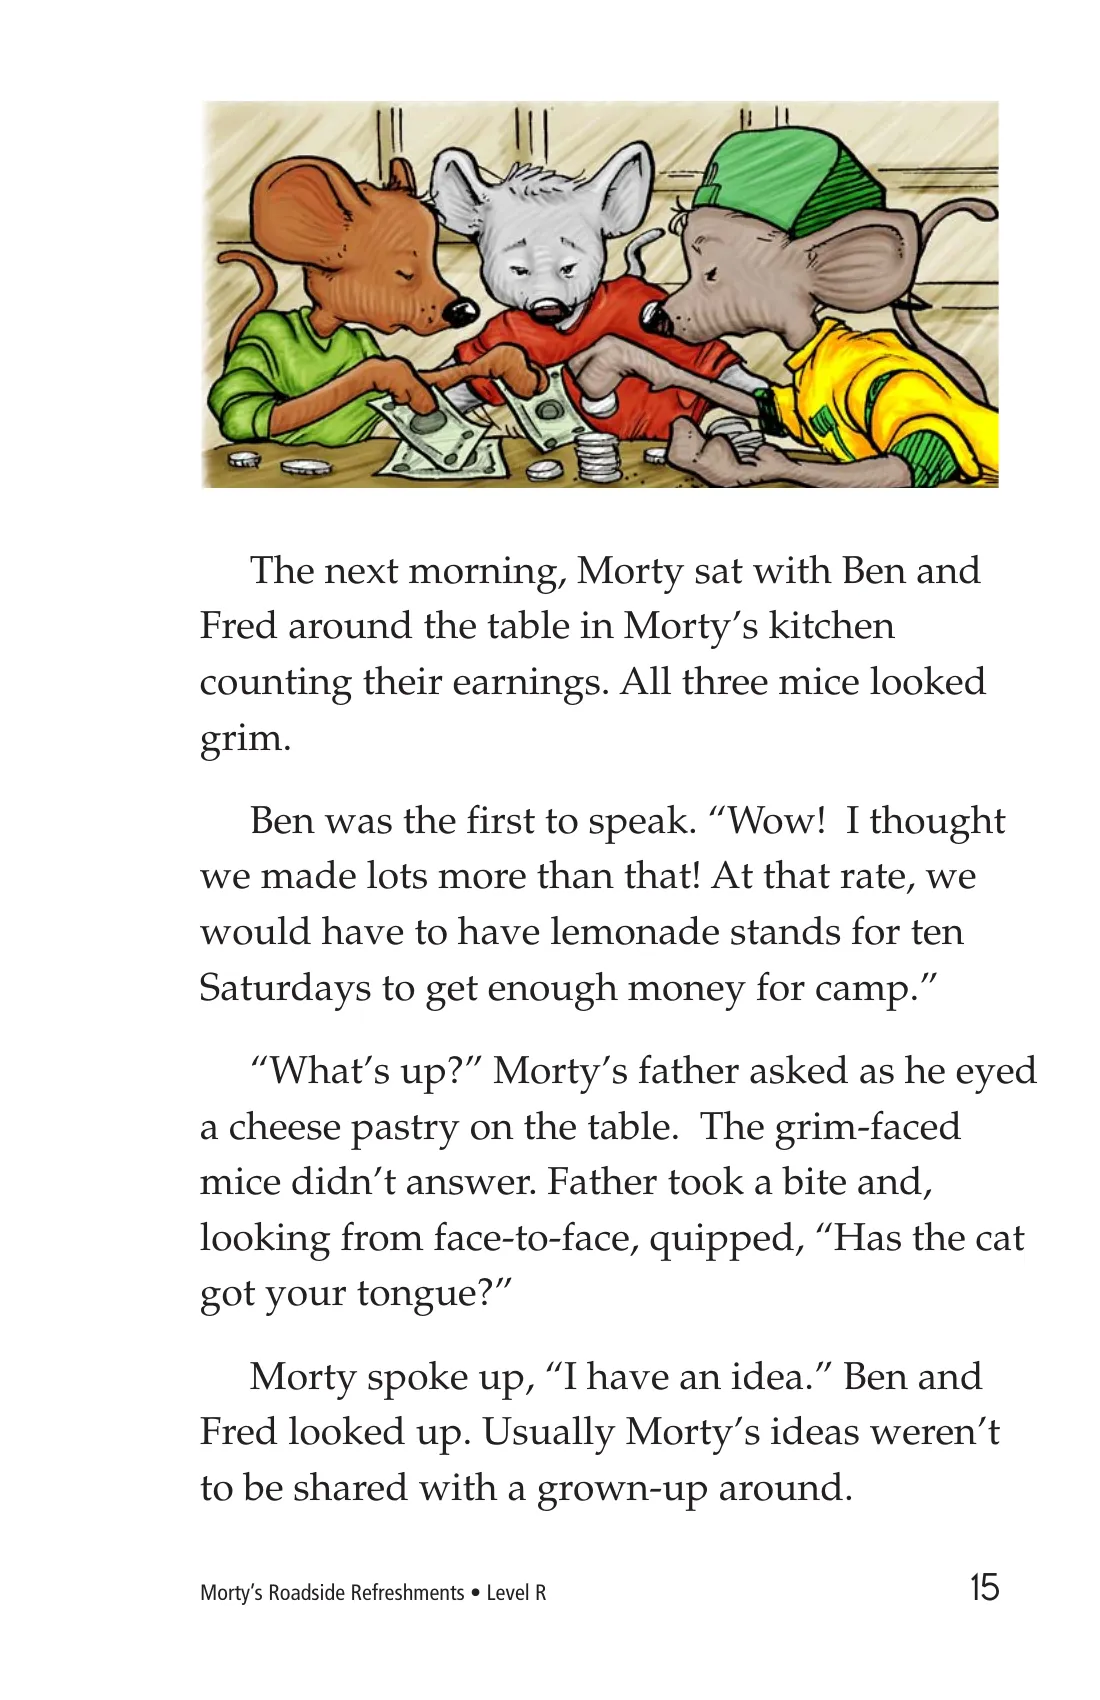 The next morning, Morty sat with Ben and
Fred around the table in Morty’s kitchen
counting their earnings. All three mice looked
grim.
Ben was the first to speak. “Wow!  I thought
we made lots more than that! At that rate, we
would have to have lemonade stands for ten
Saturdays to get enough money for camp.”
“What’s up?” Morty’s father asked as he eyed
a cheese pastry on the table.  The grim-faced
mice didn’t answer. Father took a bite and,
looking from face-to-face, quipped, “Has the cat
got your tongue?”
Morty spoke up, “I have an idea.” Ben and
Fred looked up. Usually Morty’s ideas weren’t
to be shared with a grown-up around.
Morty’s Roadside Refreshments • Level R
15